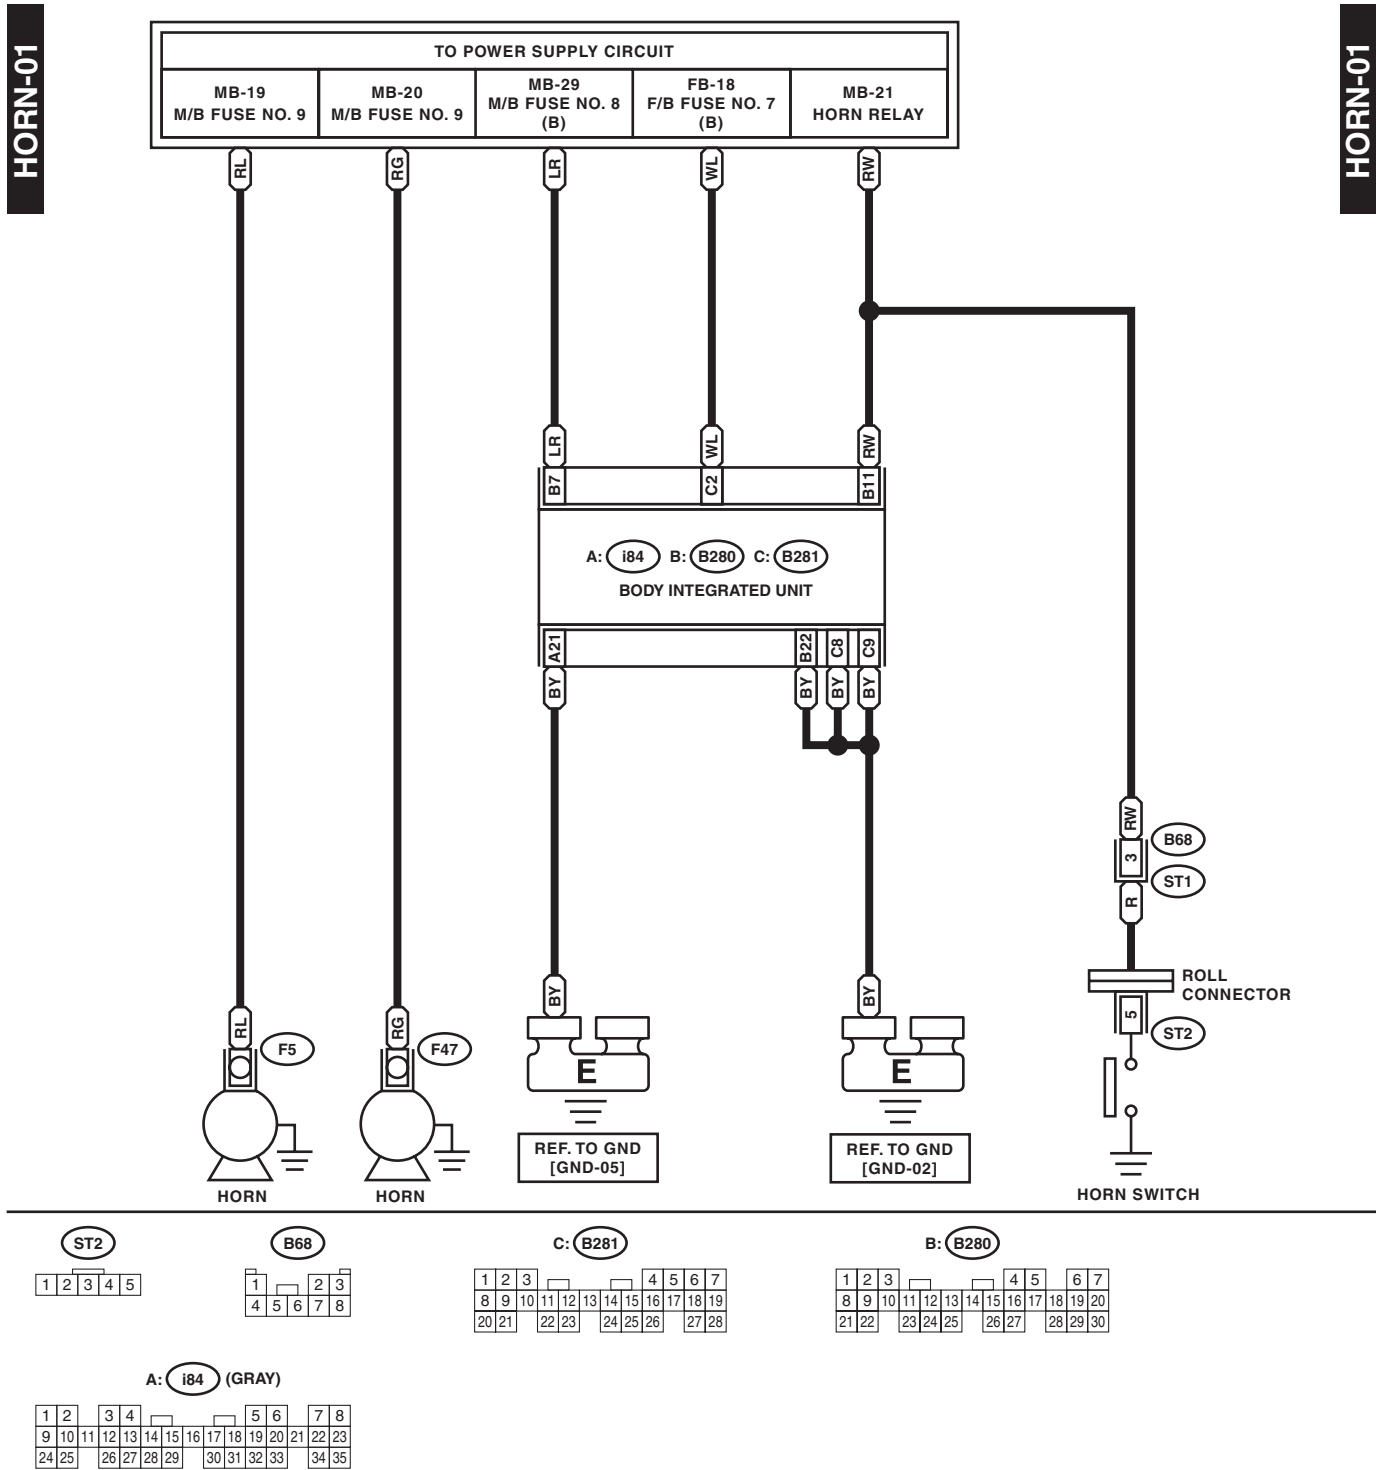 HORN-01
HORN-01
TO POWER SUPPLY CIRCUIT
MB-19
M/B FUSE NO. 9
MB-20
M/B FUSE NO. 9
MB-29
M/B FUSE NO. 8
(B)
FB-18
F/B FUSE NO. 7
(B)
MB-21
HORN RELAY
RL
RG
LR
WL
RW
LR
WL
RW
B7
C2
B11
A: i84 B: B280 C: B281
BODY INTEGRATED UNIT
A21
B22
C8
C9
BY
BY
BY
BY
RW
3
B68
ST1
R
ROLL
CONNECTOR
5
ST2
BY
BY
RL
RG
F5
F47
E
E
REF. TO GND
[GND-05]
REF. TO GND
[GND-02]
HORN
HORN
HORN SWITCH
ST2
1 2 3 4 5
B68
1 2 3
4 5 6 7 8
C: B281
1 2 3 4 5 6 7
8 9 10 11 12 13 14 15 16 17 18 19
20 21 22 23 24 25 26 27 28
B: B280
1 2 3 4 5 6 7
8 9 10 11 12 13 14 15 16 17 18 19 20
21 22 23 24 25 26 27 28 29 30
A: i84 (GRAY)
1 2 3 4 5 6 7 8
9 10 11 12 13 14 15 16 17 18 19 20 21 22 23
24 25 26 27 28 29 30 31 32 33 34 35